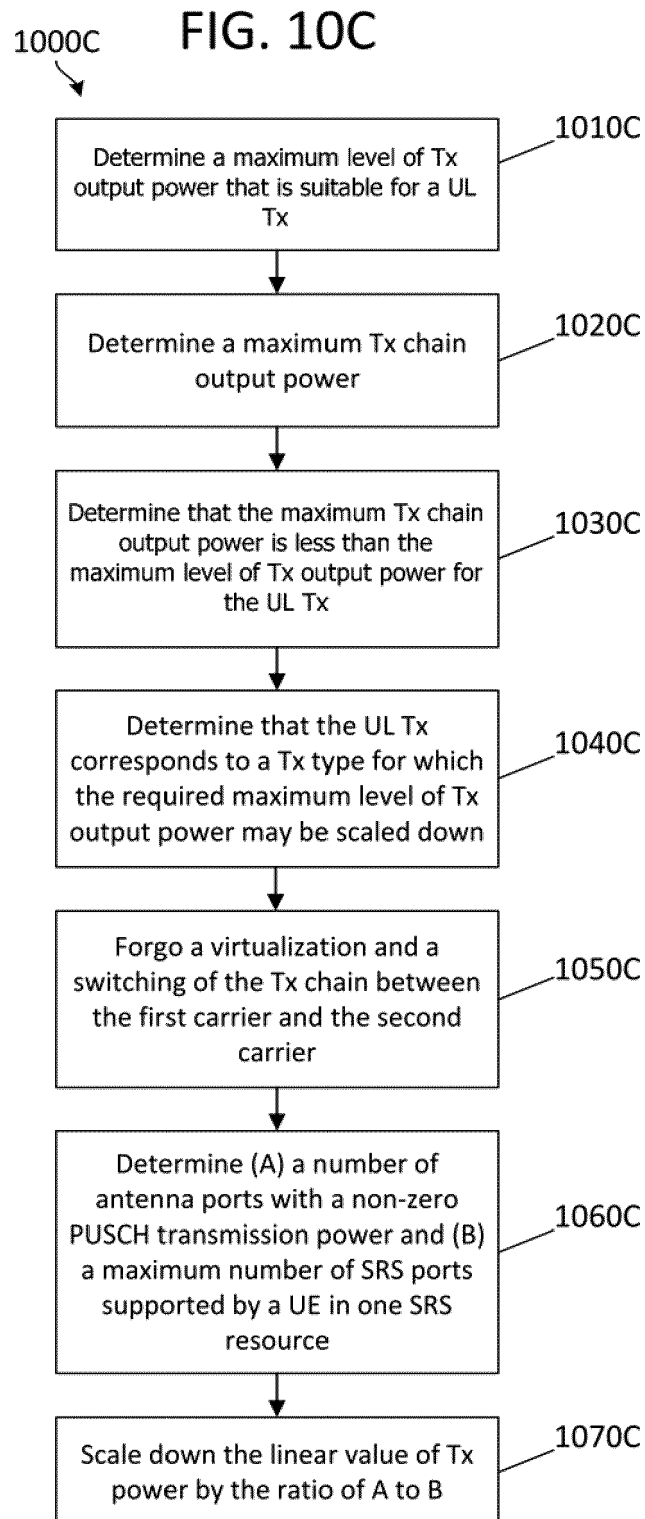 FIG. 10C
1000C
1010C
Determine a maximum level of Tx
output power that is suitable for a UL
Tx
1020C
Determine a maximum Tx chain
output power
1030C
Determine that the maximum Tx chain
output power is less than the
maximum level of Tx output power for
the UL Tx
1040C
Determine that the UL Tx
corresponds to a Tx type for which
the required maximum level of Tx
output power may be scaled down
1050C
Forgo a virtualization and a
switching of the Tx chain between
the first carrier and the second
carrier
1060C
Determine (A) a number of
antenna ports with a non-zero
PUSCH transmission power and (B)
a maximum number of SRS ports
supported by a UE in one SRS
resource
1070C
Scale down the linear value of Tx
power by the ratio of A to B